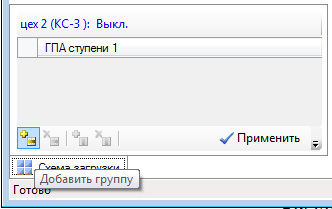 цех 2 (КС-3 ): Выкл.
ГПА ступени 1
Применить
Схема загрузки
Добавить группу
Готово